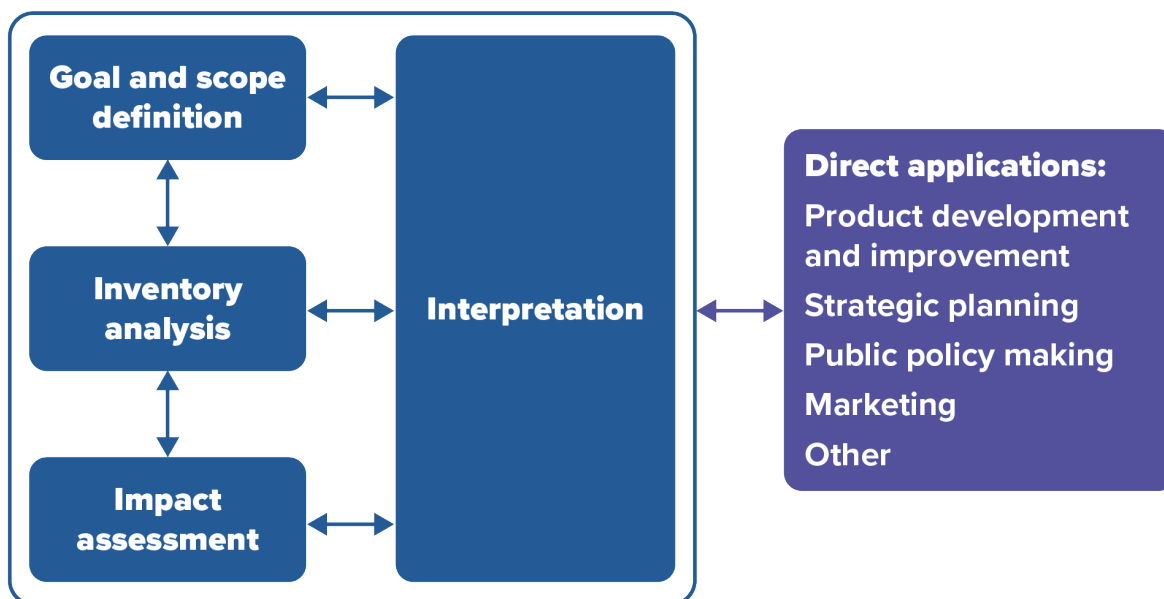 Goal and scope
definition
Inventory
analysis
Impact
assessment
Interpretation
Direct applications:
Product development
and improvement
Strategic planning
Public policy making
Marketing
Other